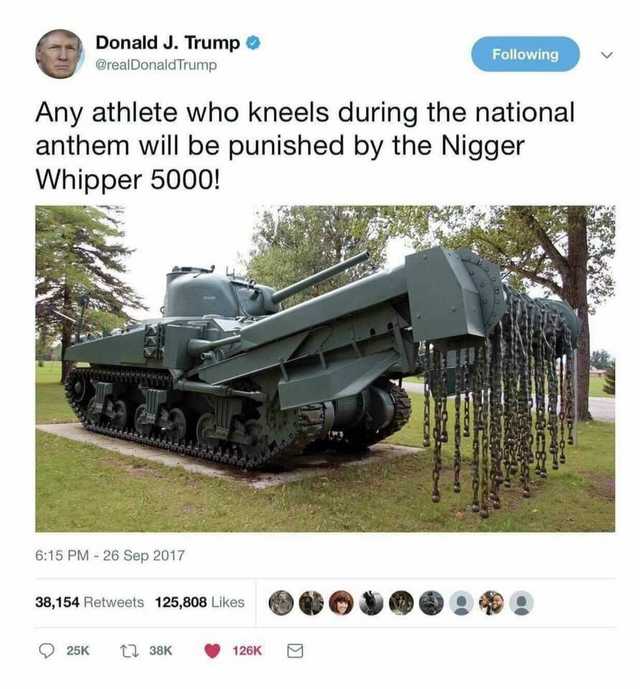 Donald J. Trump
@realDonaldTrump
Following
Any athlete who kneels during the national
anthem will be punished by the Nigger
Whipper 5000!
6:15 PM - 26 Sep 2017
38,154 Retweets 125,808 Likes
25K 38K 126K